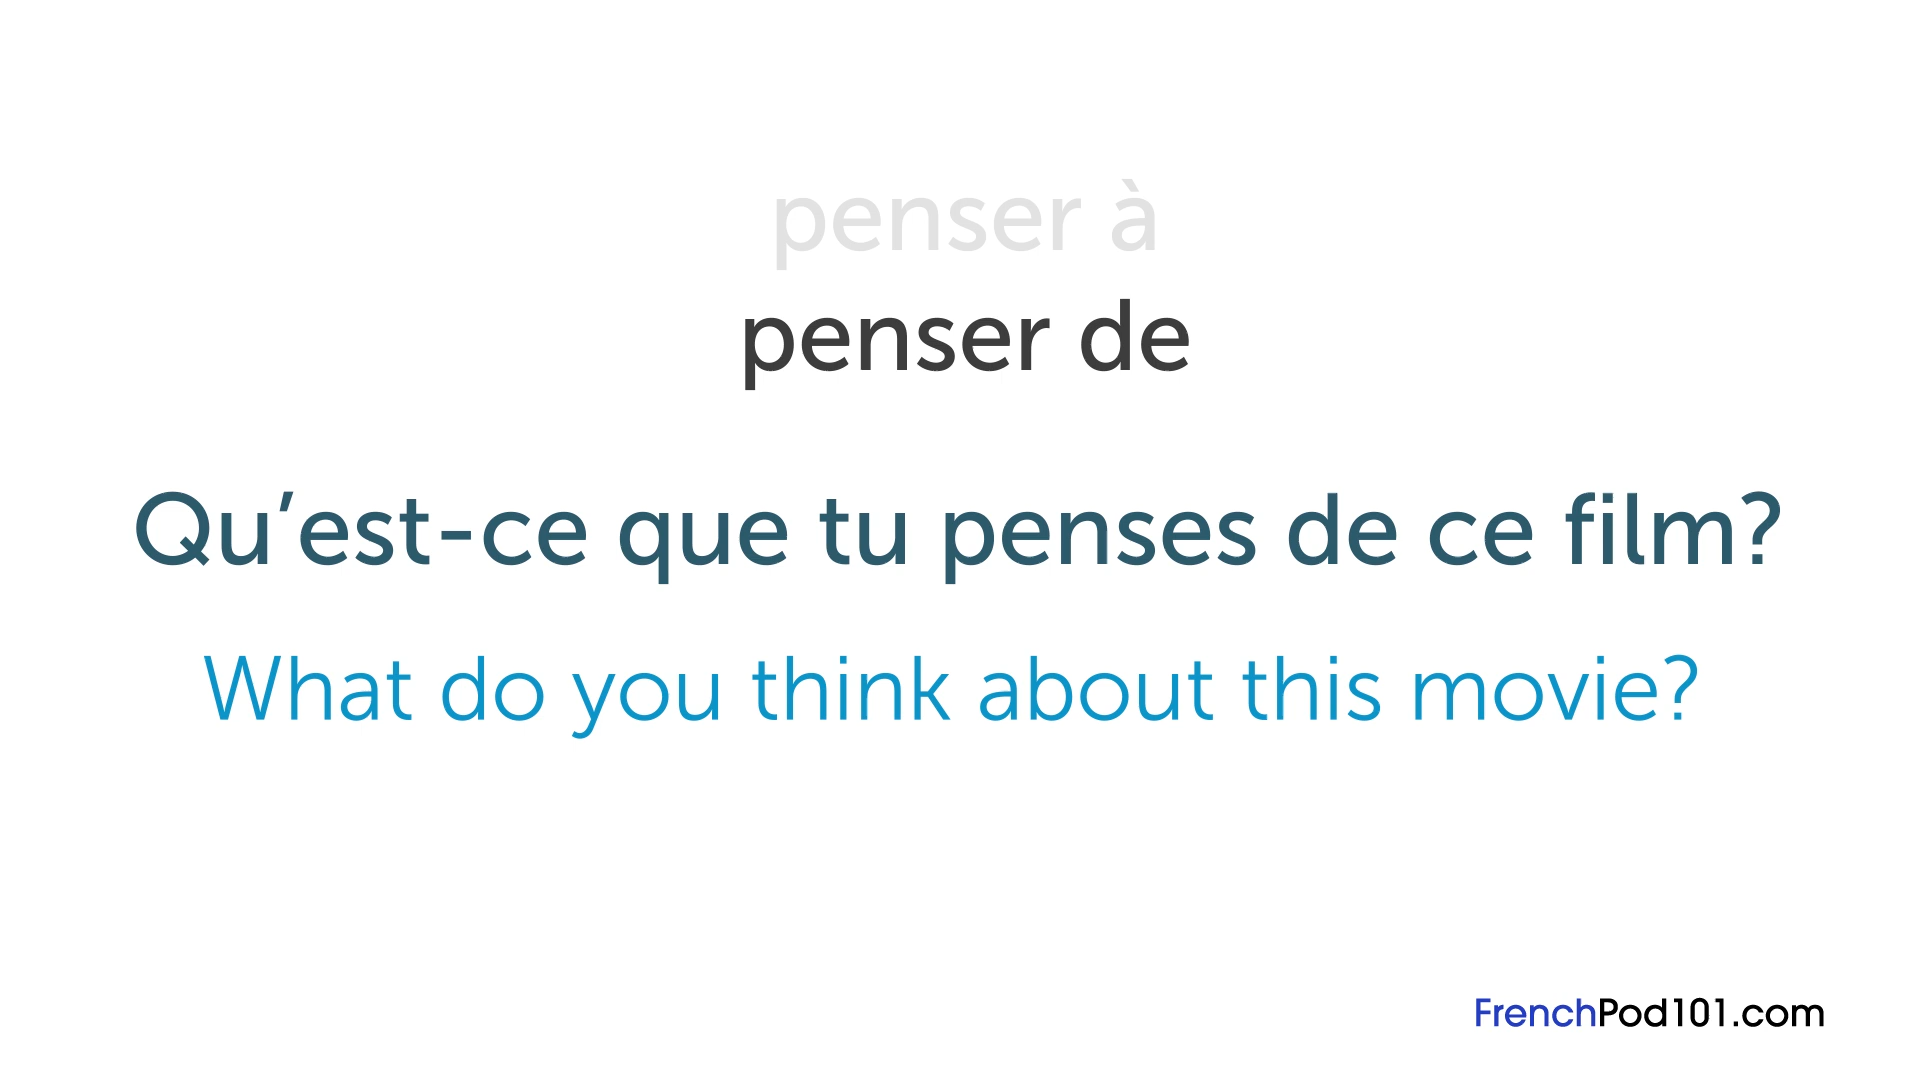 penser à
penser de
Qu’est-ce que tu penses de ce film?
What do you think about this movie?
FrenchPod101.com